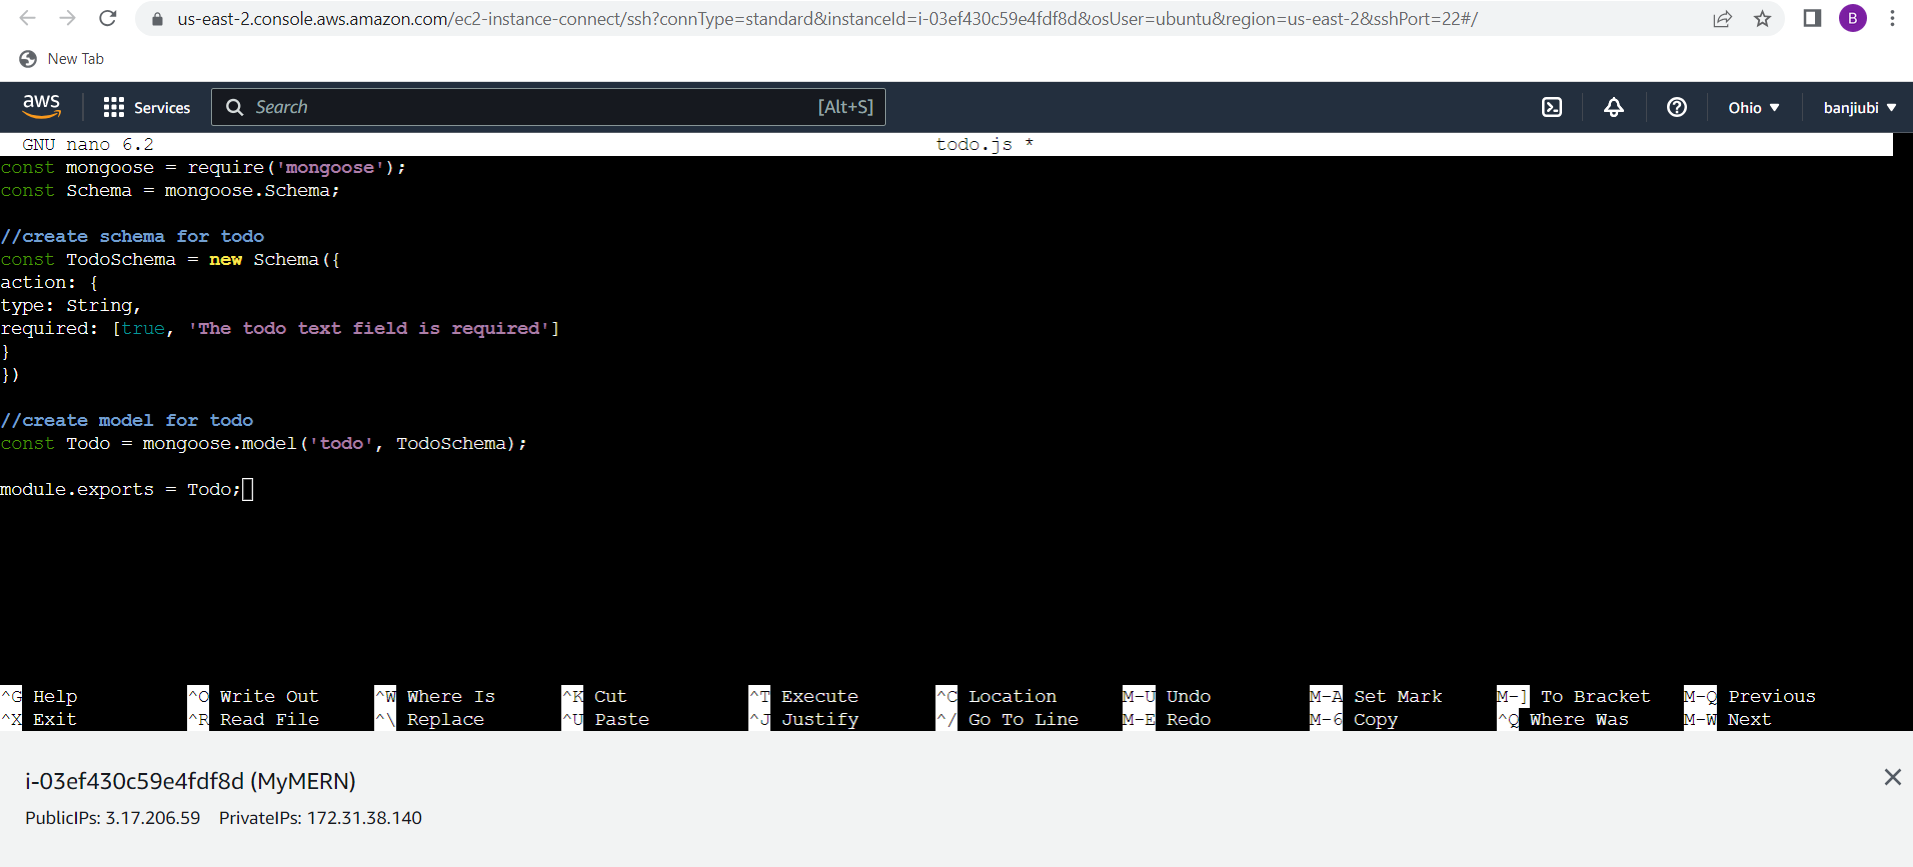 us-east-2.console.aws.amazon.com/ec2-instance-connect/ssh?connType=standard&instanceId=i-03ef430c59e4fdf8d&osUser=ubuntu&region=us-east-2&sshPort=22#/
B
New Tab
aws Services Search [Alt+S] Ohio banjiubi
GNU nano 6.2 todo.js *
const mongoose = require('mongoose');
const Schema = mongoose.Schema;
//create schema for todo
const TodoSchema = new Schema({
action: {
type: String,
required: [true, 'The todo text field is required']
}
})
//create model for todo
const Todo = mongoose.model('todo', TodoSchema);
module.exports = Todo;
^G Help ^O Write Out ^W Where Is ^K Cut ^T Execute ^C Location M-U Undo M-A Set Mark M-] To Bracket M-Q Previous
^X Exit ^R Read File ^\ Replace ^U Paste ^J Justify ^/ Go To Line M-E Redo M-6 Copy ^Q Where Was M-W Next
i-03ef430c59e4fdf8d (MyMERN)
PublicIPs: 3.17.206.59 PrivateIPs: 172.31.38.140